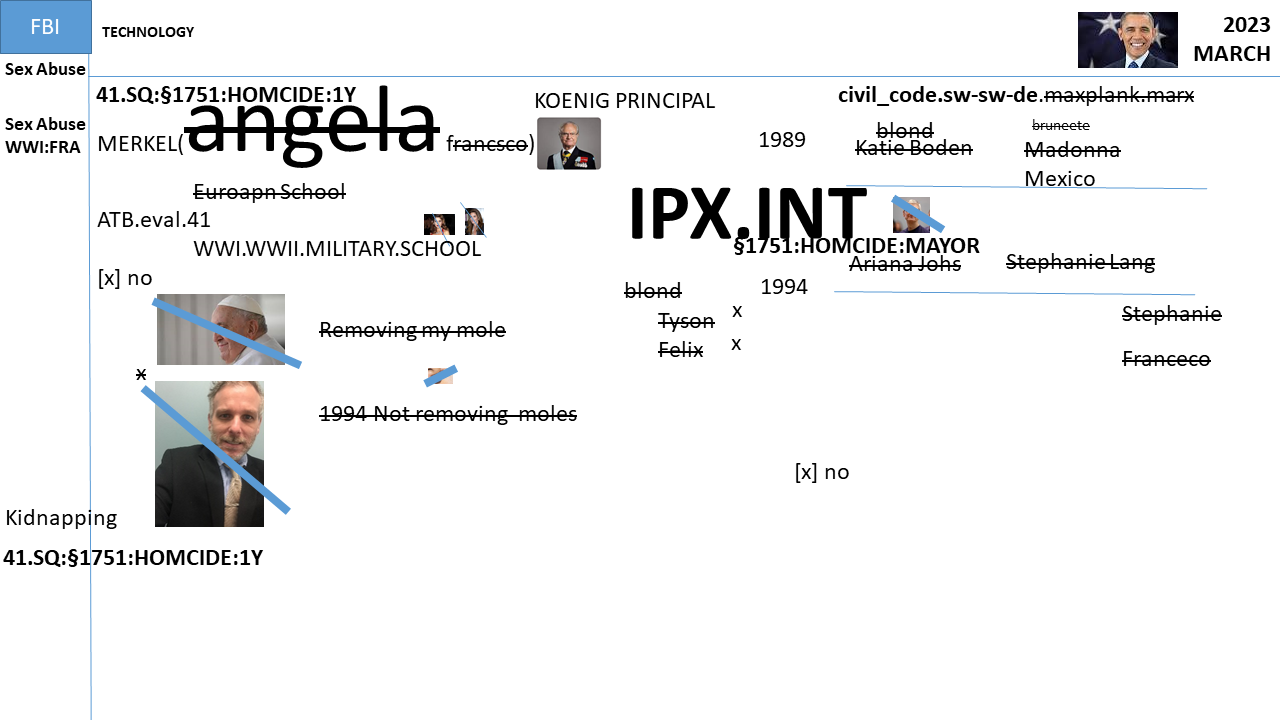 FBI
TECHNOLOGY
2023
MARCH
Sex Abuse
Sex Abuse
WWI:FRA
41.SQ:§1751:HOMCIDE:1Y
KOENIG PRINCIPAL
civil_code.sw-sw-de.maxplank.marx
MERKEL(angela francsco)
1989
blond
Katie Boden
bruneete
Madonna
Mexico
Euroapn School
ATB.eval.41
WWI.WWII.MILITARY.SCHOOL
IPX.INT
§1751:HOMCIDE:MAYOR
Ariana Johs
Stephanie Lang
[x] no
1994
blond
Tyson x
Felix x
Stephanie
Franceco
Removing my mole
x
1994 Not removing  moles
[x] no
Kidnapping
41.SQ:§1751:HOMCIDE:1Y